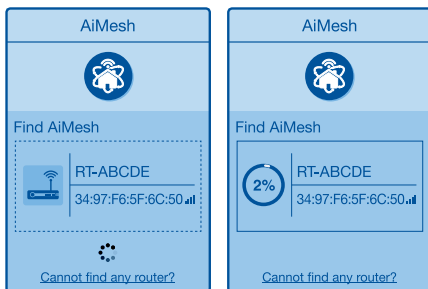 AiMesh
Find AiMesh
RT-ABCDE
34:97:F6:5F:6C:50
Cannot find any router?
AiMesh
Find AiMesh
2%
RT-ABCDE
34:97:F6:5F:6C:50
Cannot find any router?